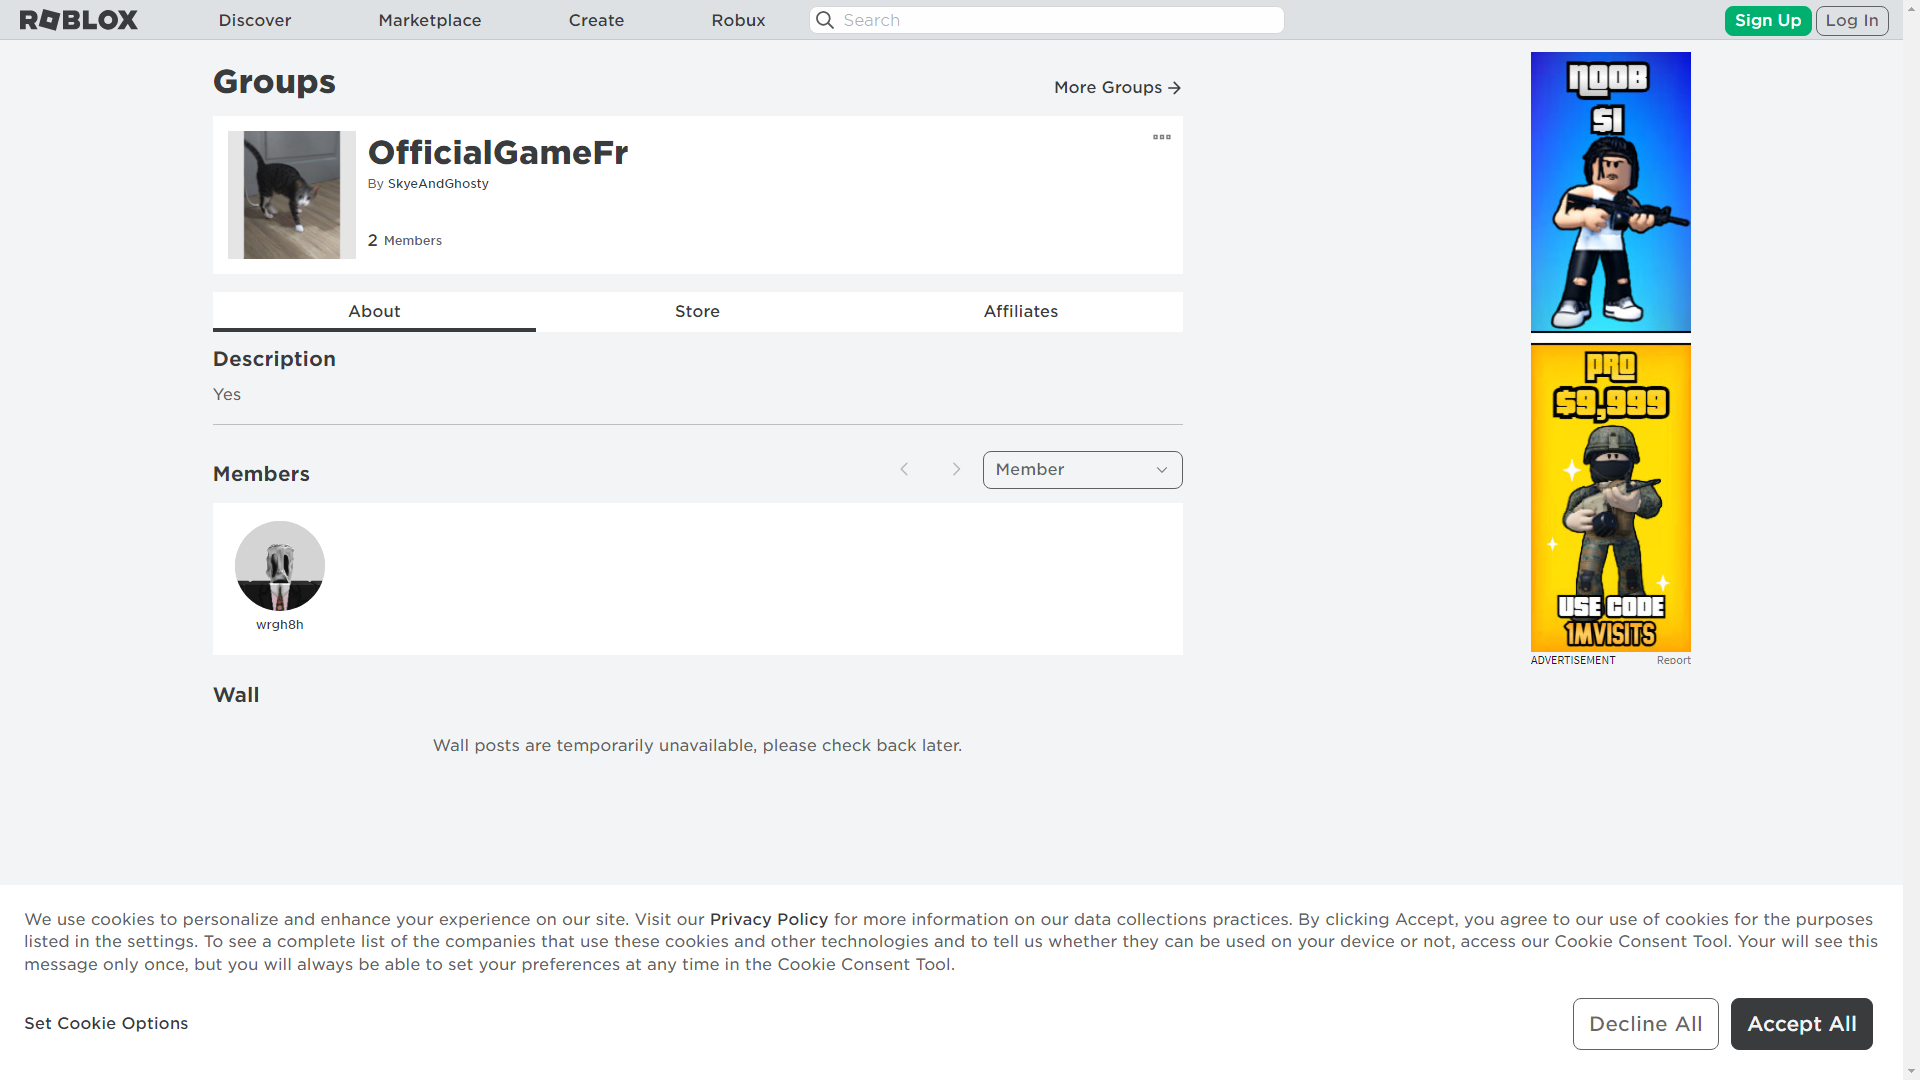 ROBLOX
Discover
Marketplace
Create
Robux
Search
Sign Up
Log In
Groups
More Groups
OfficialGameFr
By SkyeAndGhosty
2 Members
About
Store
Affiliates
Description
Yes
Members
Member
wrgh8h
Wall
Wall posts are temporarily unavailable, please check back later.
NOOB
$1
PRO
$9,999
USE CODE
1MVISITS
ADVERTISEMENT
Report
We use cookies to personalize and enhance your experience on our site. Visit our Privacy Policy for more information on our data collections practices. By clicking Accept, you agree to our use of cookies for the purposes
listed in the settings. To see a complete list of the companies that use these cookies and other technologies and to tell us whether they can be used on your device or not, access our Cookie Consent Tool. Your will see this
message only once, but you will always be able to set your preferences at any time in the Cookie Consent Tool.
Set Cookie Options
Decline All
Accept All